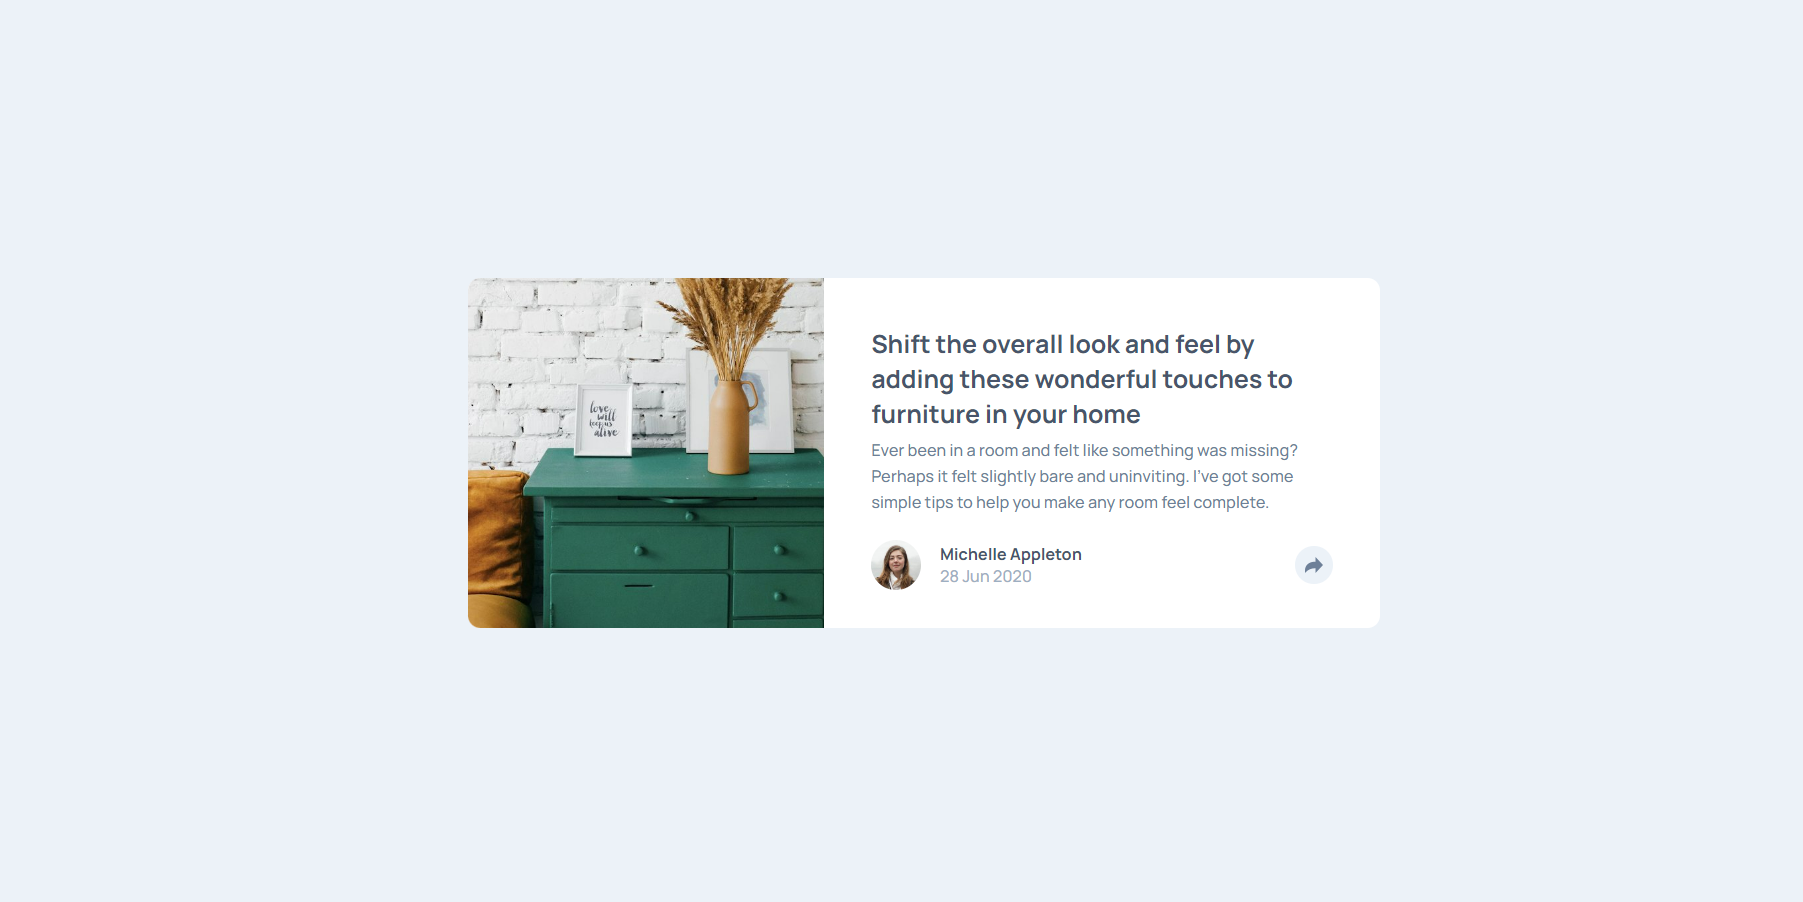 love
will
keep us
alive
Shift the overall look and feel by
adding these wonderful touches to
furniture in your home
Ever been in a room and felt like something was missing?
Perhaps it felt slightly bare and uninviting. I've got some
simple tips to help you make any room feel complete.
Michelle Appleton
28 Jun 2020